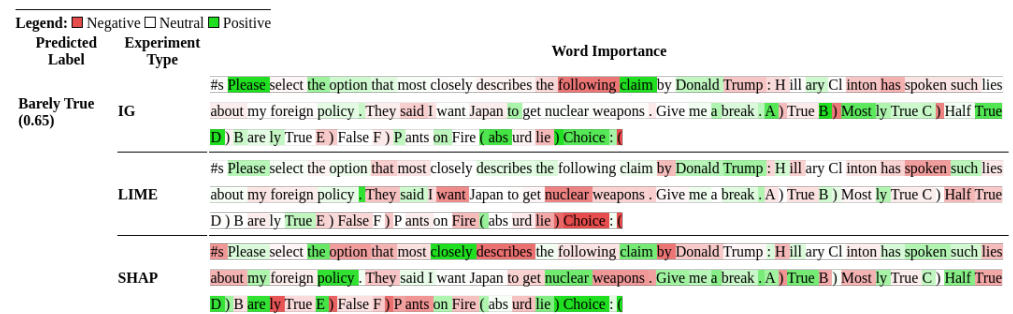 Legend: Negative Neutral Positive
Predicted Label Experiment Type Word Importance
Barely True (0.65)
IG
#s Please select the option that most closely describes the following claim by Donald Trump : H ill ary Cl inton has spoken such lies
about my foreign policy . They said I want Japan to get nuclear weapons . Give me a break . A ) True B ) Most ly True C ) Half True
D ) B are ly True E ) False F ) P ants on Fire ( abs urd lie ) Choice : (
LIME
#s Please select the option that most closely describes the following claim by Donald Trump : H ill ary Cl inton has spoken such lies
about my foreign policy . They said I want Japan to get nuclear weapons . Give me a break . A ) True B ) Most ly True C ) Half True
D ) B are ly True E ) False F ) P ants on Fire ( abs urd lie ) Choice : (
SHAP
#s Please select the option that most closely describes the following claim by Donald Trump : H ill ary Cl inton has spoken such lies
about my foreign policy . They said I want Japan to get nuclear weapons . Give me a break . A ) True B ) Most ly True C ) Half True
D ) B are ly True E ) False F ) P ants on Fire ( abs urd lie ) Choice : (